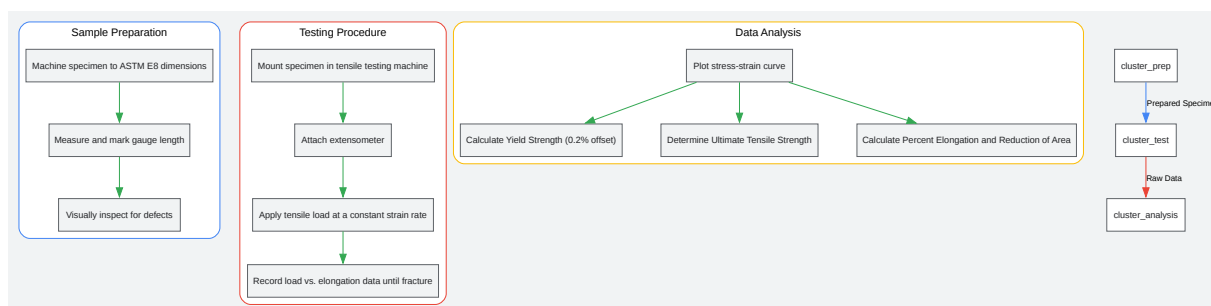 Sample Preparation
Machine specimen to ASTM E8 dimensions
Measure and mark gauge length
Visually inspect for defects
Testing Procedure
Mount specimen in tensile testing machine
Attach extensometer
Apply tensile load at a constant strain rate
Record load vs. elongation data until fracture
Data Analysis
Plot stress-strain curve
Calculate Yield Strength (0.2% offset)
Determine Ultimate Tensile Strength
Calculate Percent Elongation and Reduction of Area
cluster_prep
Prepared Specime
cluster_test
Raw Data
cluster_analysis